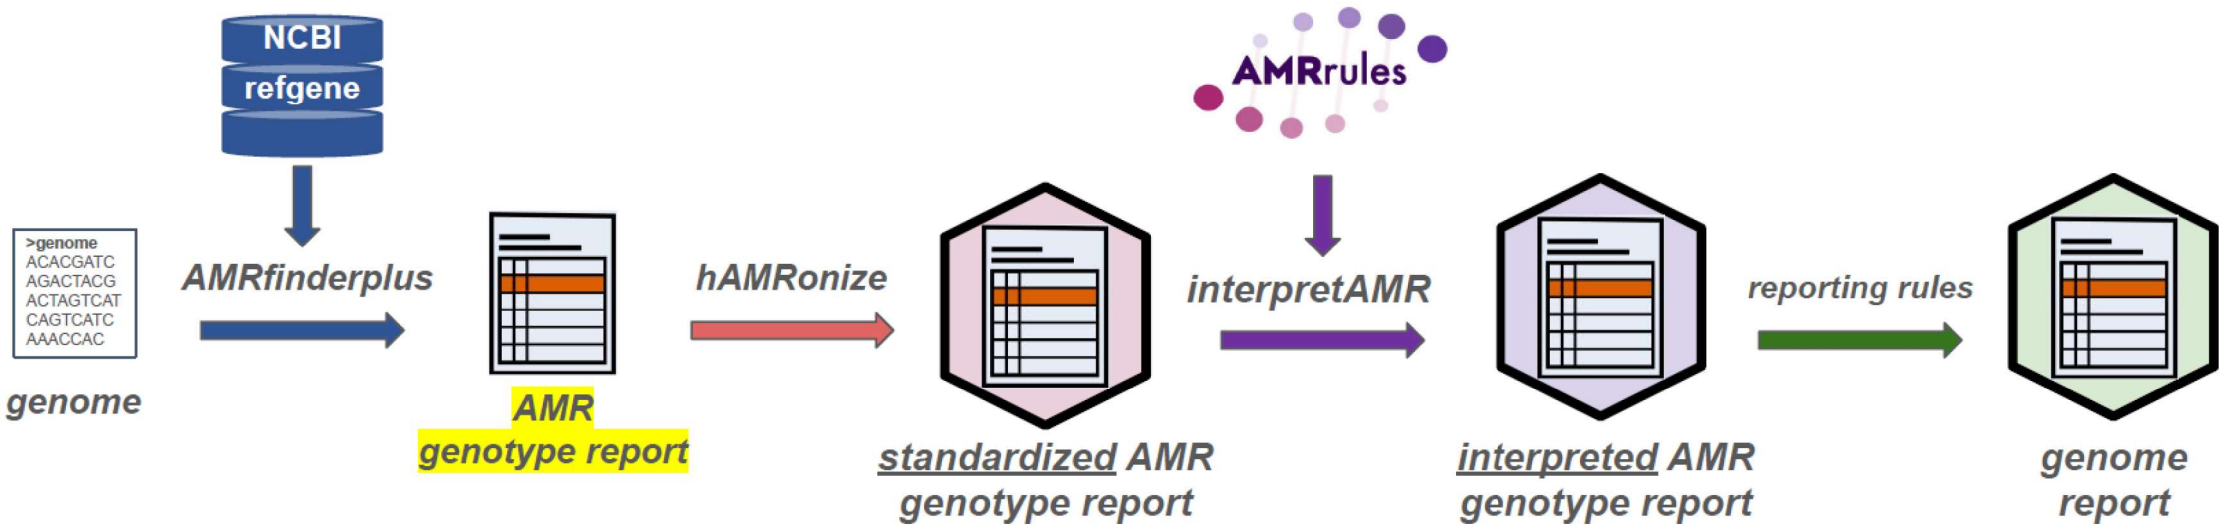 NCBI
refgene
AMRrules
>genome
ACACGATC
AGACTACG
ACTAGTCAT
CAGTCATC
AAACCAC
genome
AMRfinderplus
AMR
genotype report
hAMRonize
standardized AMR
genotype report
interpretAMR
interpreted AMR
genotype report
reporting rules
genome
report